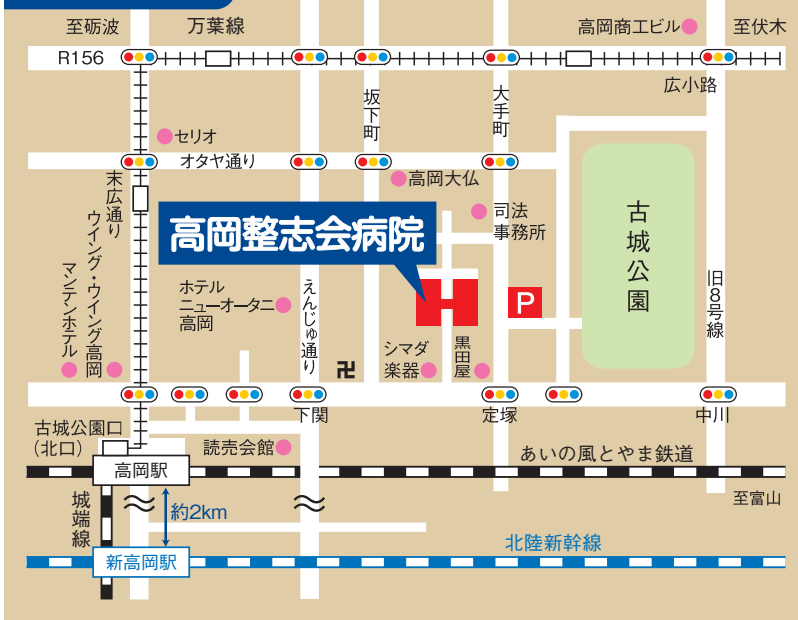 至砺波
万葉線
高岡商工ビル
至伏木
R156
広小路
坂下町
大手町
セリオ
オタヤ通り
高岡大仏
末広通り
司法
事務所
高岡整志会病院
古城公園
ウイング・ウイング高岡
マンテンホテル
ホテル
ニューオータニ
高岡
えんじゅ通り
P
旧8号線
シマダ
楽器
黒田屋
卍
下関
定塚
中川
古城公園口
(北口)
読売会館
あいの風とやま鉄道
高岡駅
至富山
城端線
約2km
新高岡駅
北陸新幹線